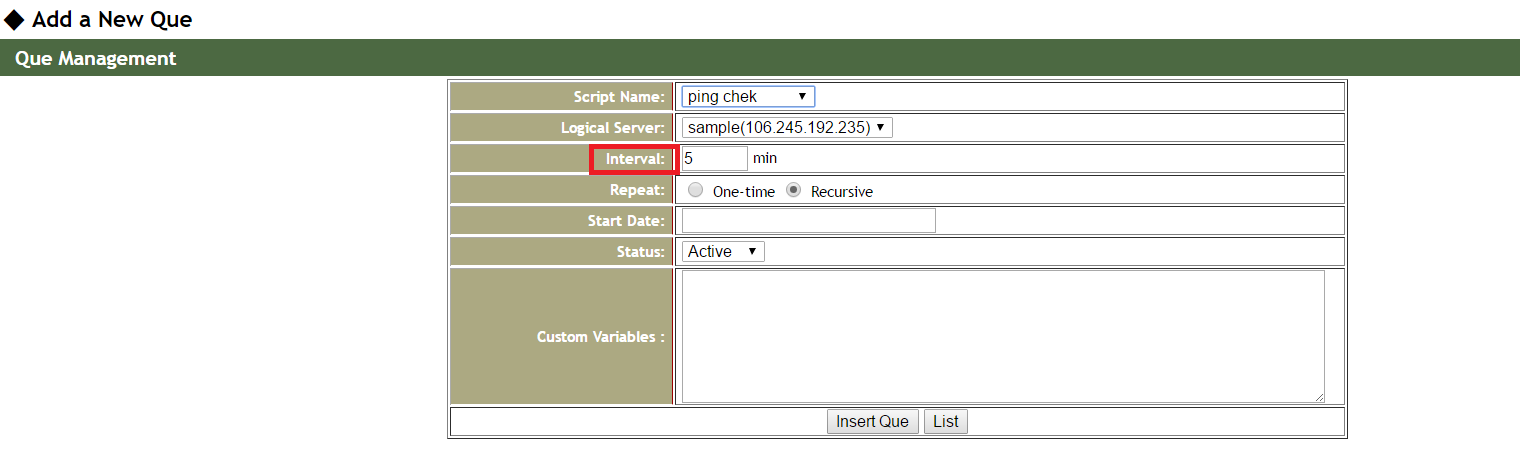 ◆ Add a New Que
Que Management
Script Name: ping chek
Logical Server: sample(106.245.192.235)
Interval: 5 min
Repeat: One-time Recursive
Start Date:
Status: Active
Custom Variables :
Insert Que List